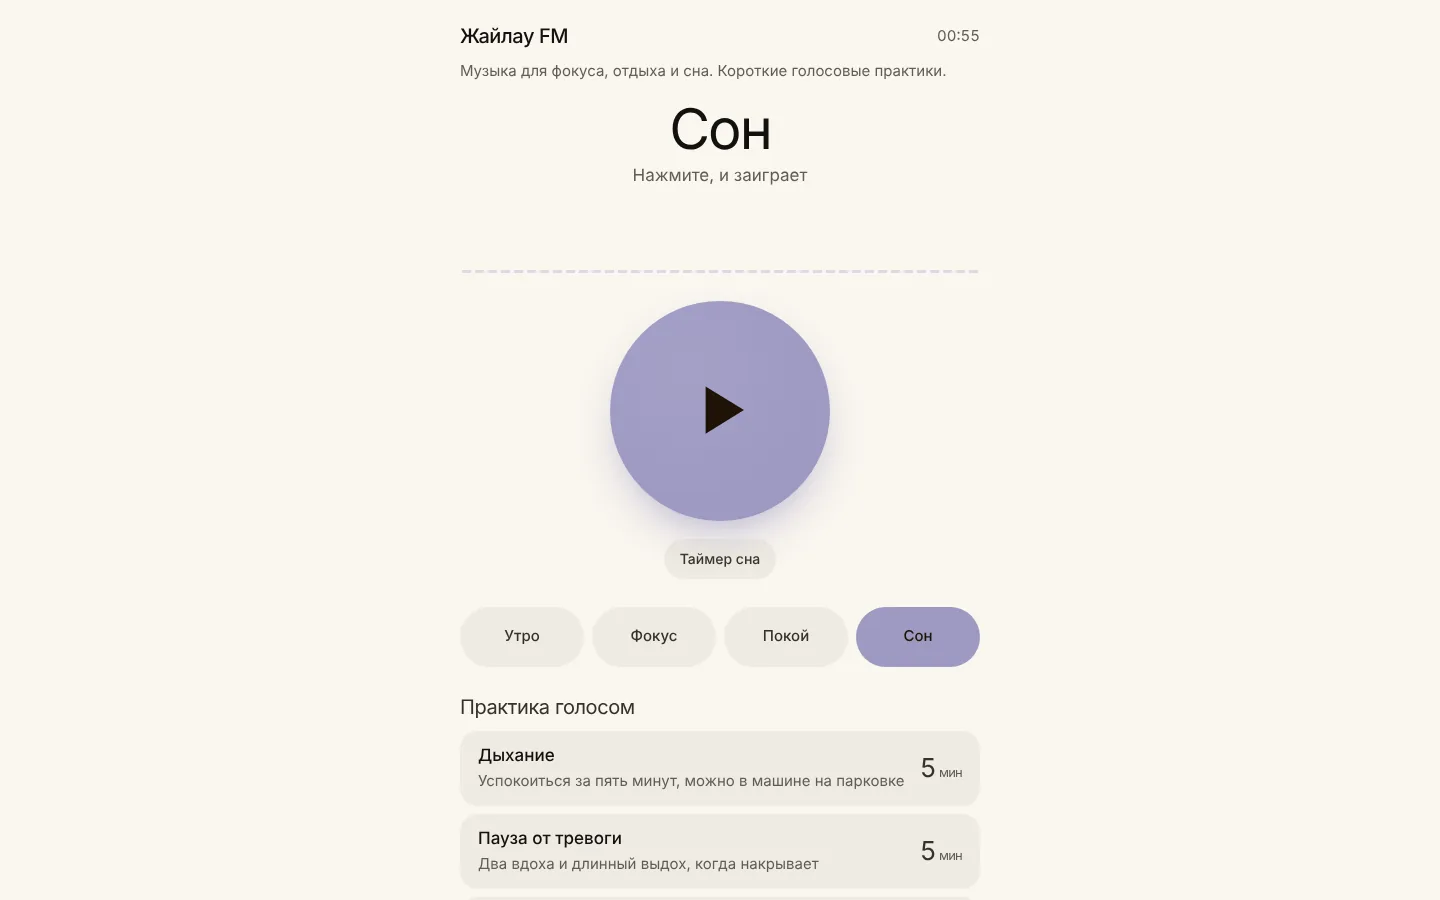 Жайлау FM
00:55
Музыка для фокуса, отдыха и сна. Короткие голосовые практики.
Сон
Нажмите, и заиграет
Таймер сна
Утро
Фокус
Покой
Сон
Практика голосом
Дыхание
Успокоиться за пять минут, можно в машине на парковке
5 мин
Пауза от тревоги
Два вдоха и длинный выдох, когда накрывает
5 мин